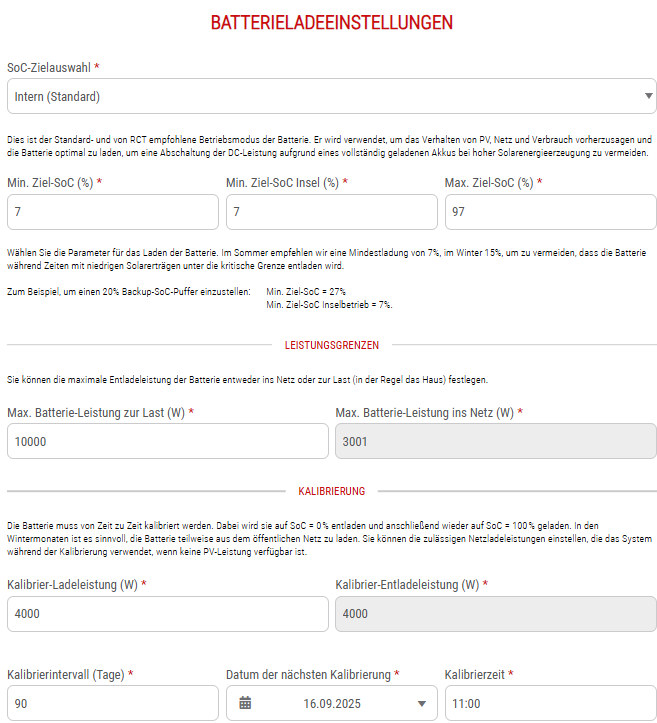 BATTERIELADEEINSTELLUNGEN
SoC-Zielauswahl *
Intern (Standard)
Dies ist der Standard- und von RCT empfohlene Betriebsmodus der Batterie. Er wird verwendet, um das Verhalten von PV, Netz und Verbrauch vorherzusagen und
die Batterie optimal zu laden, um eine Abschaltung der DC-Leistung aufgrund eines vollständig geladenen Akkus bei hoher Solarenergieerzeugung zu vermeiden.
Min. Ziel-SoC (%) * Min. Ziel-SoC Insel (%) * Max. Ziel-SoC (%) *
7 7 97
Wählen Sie die Parameter für das Laden der Batterie. Im Sommer empfehlen wir eine Mindestladung von 7%, im Winter 15%, um zu vermeiden, dass die Batterie
während Zeiten mit niedrigen Solarerträgen unter die kritische Grenze entladen wird.
Zum Beispiel, um einen 20% Backup-SoC-Puffer einzustellen: Min. Ziel-SoC = 27%
Min. Ziel-SoC Inselbetrieb = 7%.
LEISTUNGSGRENZEN
Sie können die maximale Entladeleistung der Batterie entweder ins Netz oder zur Last (in der Regel das Haus) festlegen.
Max. Batterie-Leistung zur Last (W) * Max. Batterie-Leistung ins Netz (W) *
10000 3001
KALIBRIERUNG
Die Batterie muss von Zeit zu Zeit kalibriert werden. Dabei wird sie auf SoC = 0% entladen und anschließend wieder auf SoC = 100% geladen. In den
Wintermonaten ist es sinnvoll, die Batterie teilweise aus dem öffentlichen Netz zu laden. Sie können die zulässigen Netzladeleistungen einstellen, die das System
während der Kalibrierung verwendet, wenn keine PV-Leistung verfügbar ist.
Kalibrier-Ladeleistung (W) * Kalibrier-Entladeleistung (W) *
4000 4000
Kalibrierintervall (Tage) * Datum der nächsten Kalibrierung * Kalibrierzeit *
90 16.09.2025 11:00